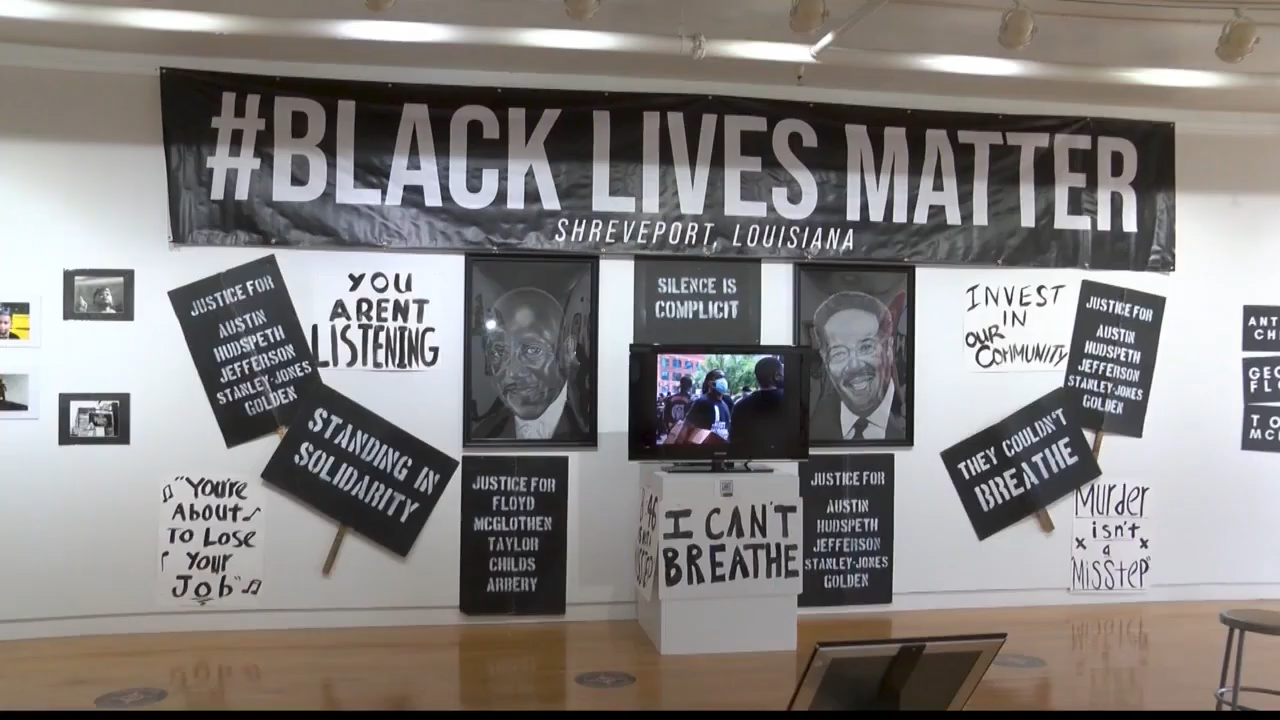 #BLACK LIVES MATTER
SHREVEPORT, LOUISIANA
JUSTICE FOR
AUSTIN
HUDSPETH
JEFFERSON
STANLEY-JONES
GOLDEN
YOU
ARENT
LISTENING
SILENCE IS
COMPLICIT
INVEST
IN
OUR
COMMUNITY
JUSTICE FOR
AUSTIN
HUDSPETH
JEFFERSON
STANLEY-JONES
GOLDEN
STANDING IN
SOLIDARITY
THEY COULDN'T
BREATHE
"You're
About
To Lose
Your
Job"
JUSTICE FOR
FLOYD
MCGLOTHEN
TAYLOR
CHILDS
ARBERY
I CAN'T
BREATHE
JUSTICE FOR
AUSTIN
HUDSPETH
JEFFERSON
STANLEY-JONES
GOLDEN
Murder
isn't
a
Misstep"